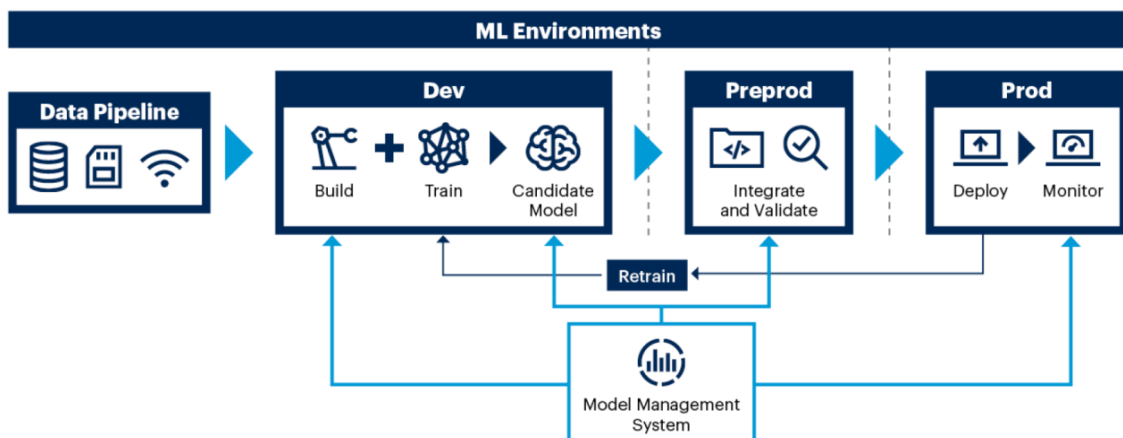 ML Environments
Data Pipeline
Dev
Build
Train
Candidate
Model
Preprod
</>
Integrate
and Validate
Prod
Deploy
Monitor
Retrain
Model Management
System